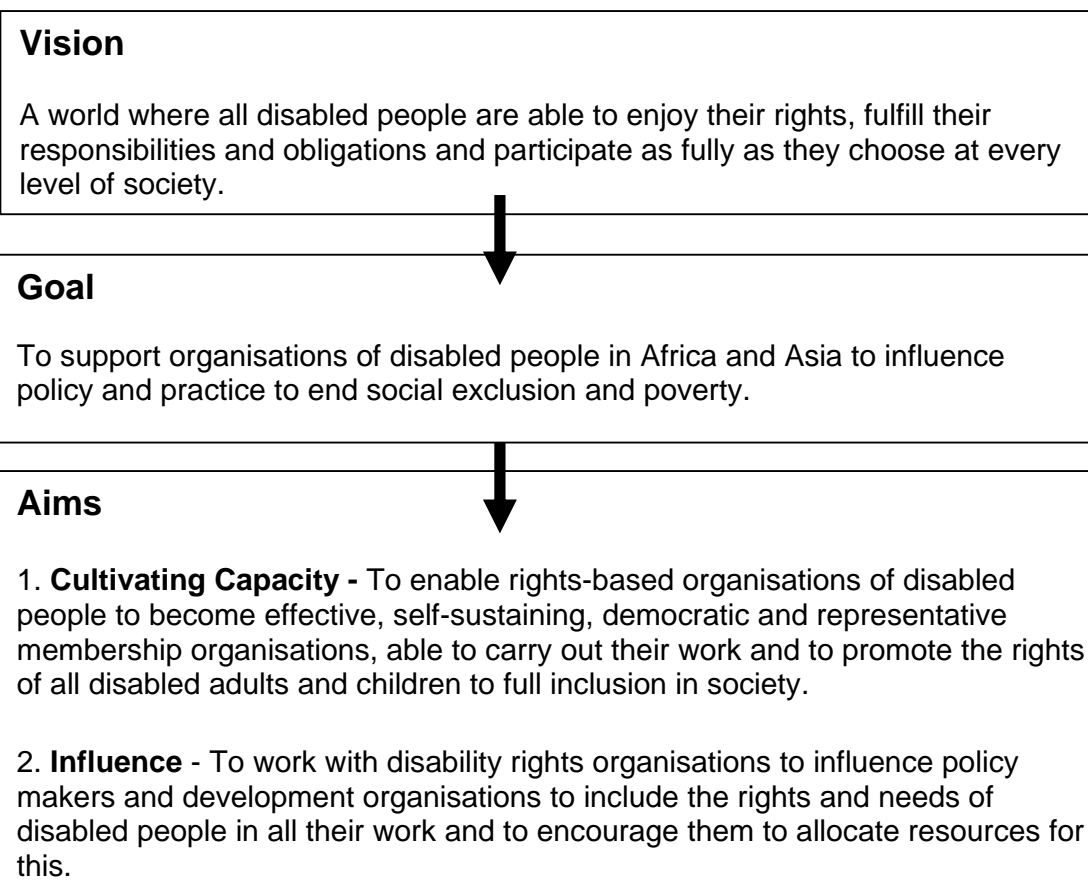 Vision
A world where all disabled people are able to enjoy their rights, fulfill their
responsibilities and obligations and participate as fully as they choose at every
level of society.
Goal
To support organisations of disabled people in Africa and Asia to influence
policy and practice to end social exclusion and poverty.
Aims
1. Cultivating Capacity - To enable rights-based organisations of disabled
people to become effective, self-sustaining, democratic and representative
membership organisations, able to carry out their work and to promote the rights
of all disabled adults and children to full inclusion in society.
2. Influence - To work with disability rights organisations to influence policy
makers and development organisations to include the rights and needs of
disabled people in all their work and to encourage them to allocate resources for
this.